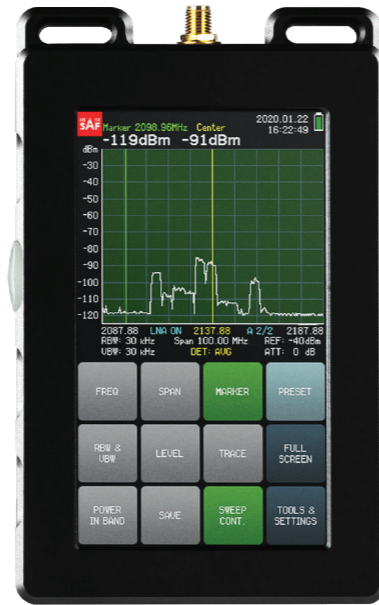 SAF
2020.01.22
Marker 2098.96MHz Center
16:22:49
-119dBm -91dBm
dBm
-30
-40
-50
-60
-70
-80
-90
-100
-110
-120
2087.88 LNA ON 2137.88 A 2/2 2187.88
RBW: 30 kHz Span 100.00 MHz REF: -40dBm
VBW: 30 kHz DET: AVG ATT: 0 dB
FREQ SPAN MARKER PRESET
RBW & VBW LEVEL TRACE FULL SCREEN
POWER IN BAND SAVE SWEEP CONT. TOOLS & SETTINGS